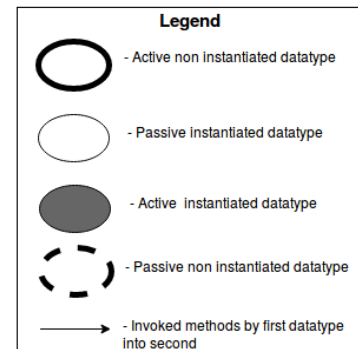 Legend
- Active non instantiated datatype
- Passive instantiated datatype
- Active instantiated datatype
- Passive non instantiated datatype
- Invoked methods by first datatype
into second